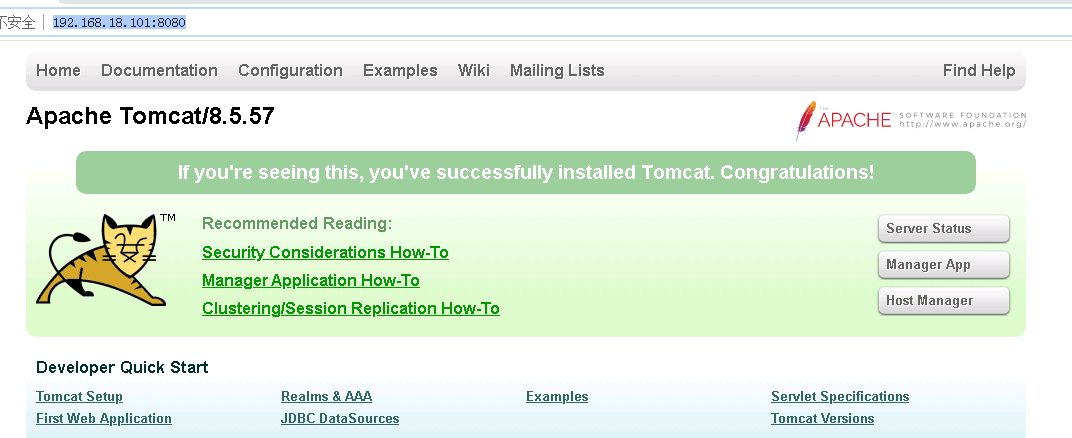 不安全 192.168.18.101:8080
Home Documentation Configuration Examples Wiki Mailing Lists Find Help
Apache Tomcat/8.5.57
THE APACHE® SOFTWARE FOUNDATION
http://www.apache.org/
If you're seeing this, you've successfully installed Tomcat. Congratulations!
TM
Recommended Reading:
Security Considerations How-To
Manager Application How-To
Clustering/Session Replication How-To
Server Status
Manager App
Host Manager
Developer Quick Start
Tomcat Setup Realms & AAA Examples Servlet Specifications
First Web Application JDBC DataSources Tomcat Versions